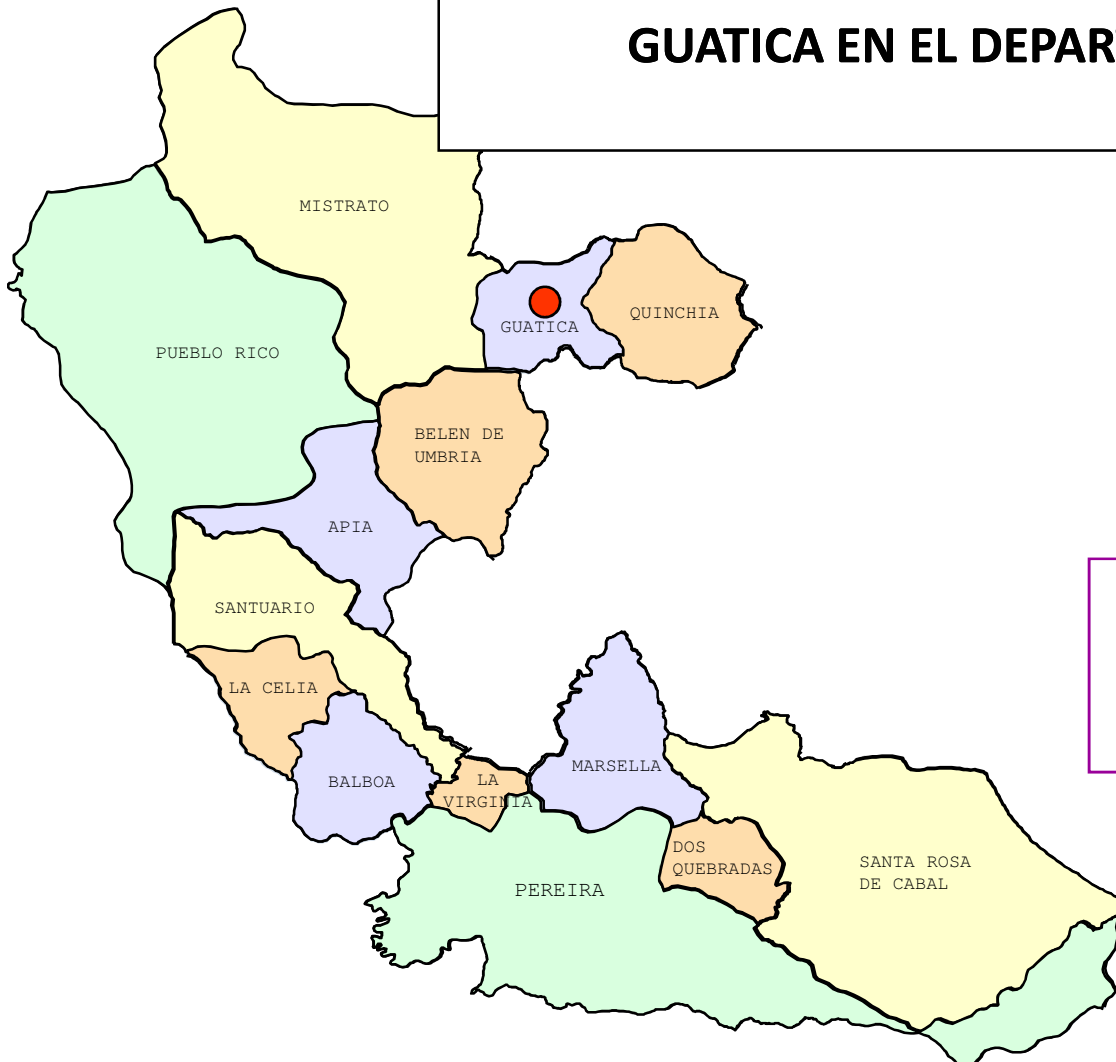 GUATICA EN EL DEPAR
MISTRATO
GUATICA
QUINCHIA
PUEBLO RICO
BELEN DE
UMBRIA
APIA
SANTUARIO
LA CELIA
BALBOA
LA
VIRGINIA
MARSELLA
DOS
QUEBRADAS
SANTA ROSA
DE CABAL
PEREIRA